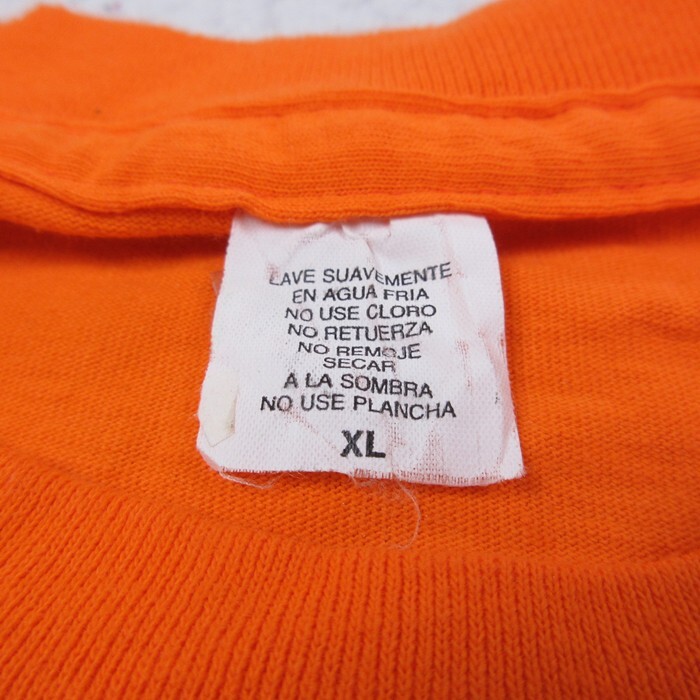 LAVE SUAVEMENTE
EN AGUA FRIA
NO USE CLORO
NO RETUERZA
NO REMOJE
SECAR
A LA SOMBRA
NO USE PLANCHA
XL